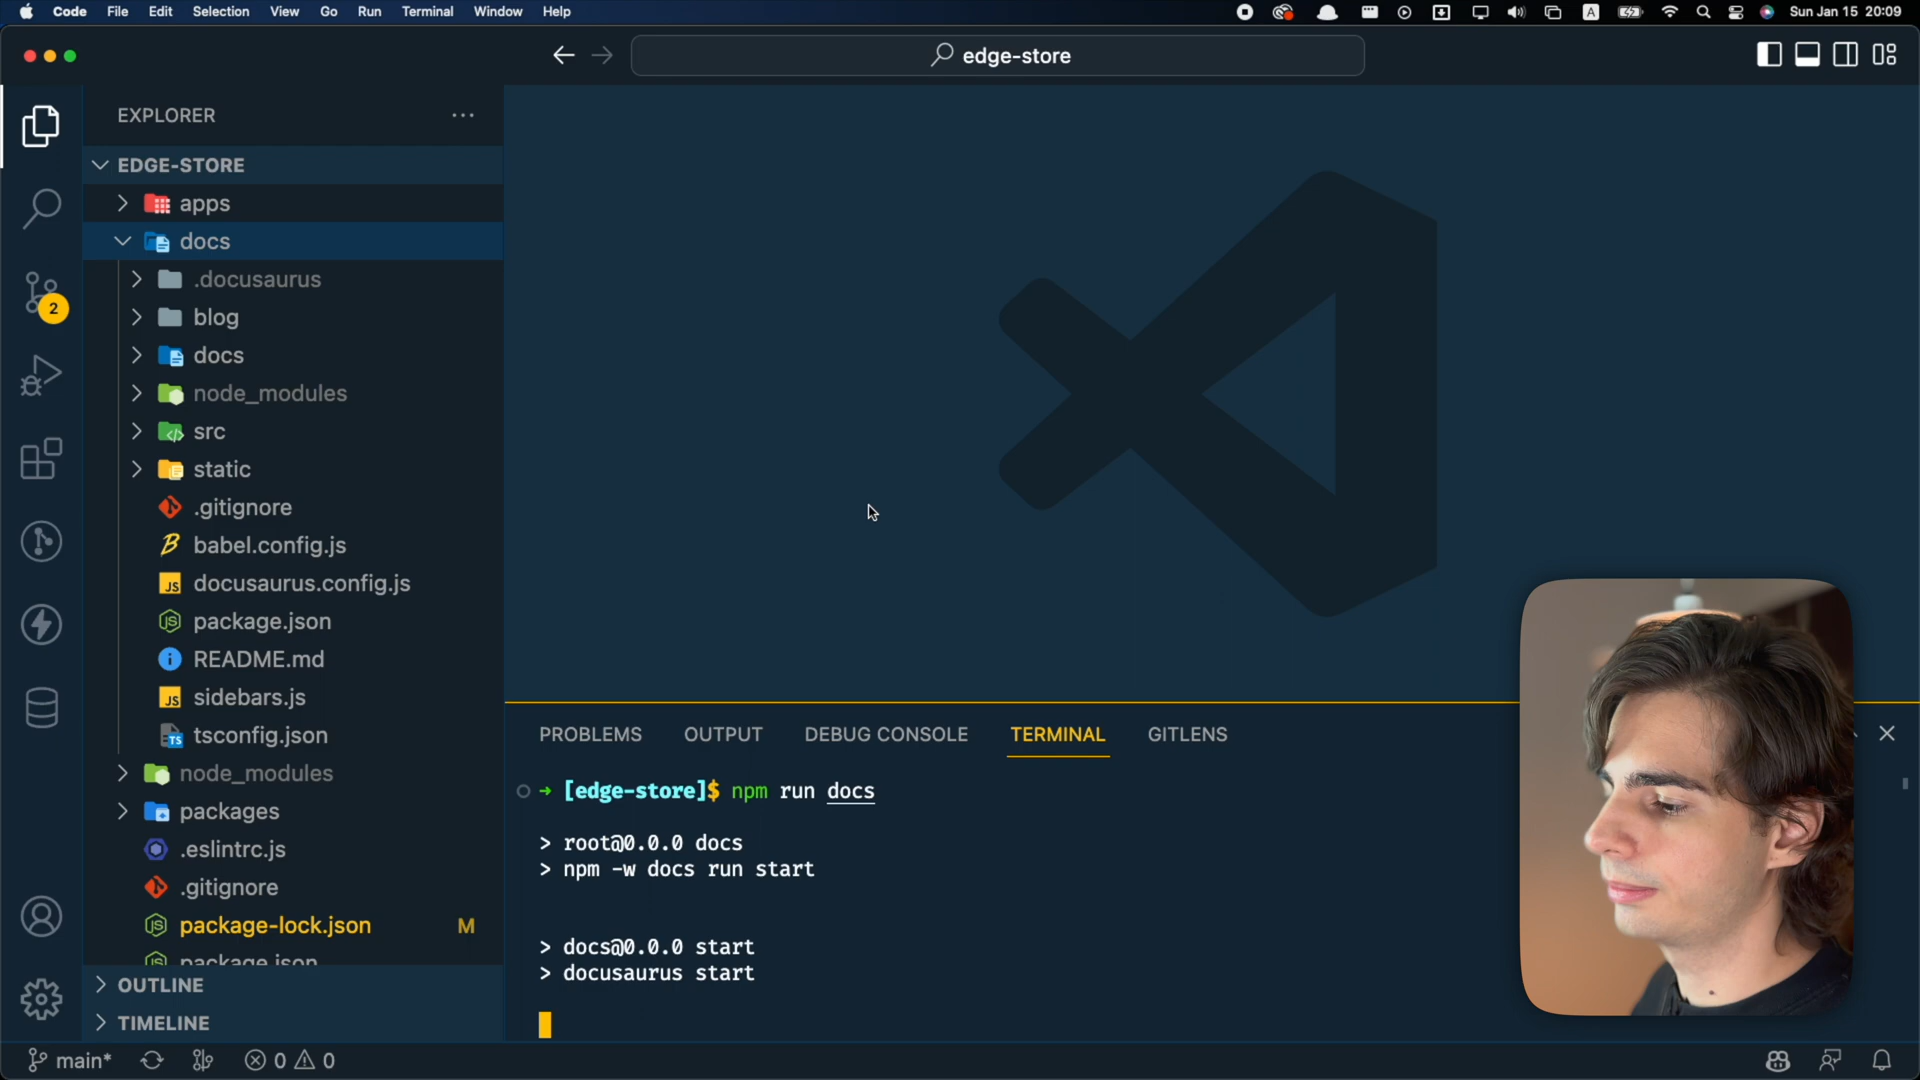 Code File Edit Selection View Go Run Terminal Window Help
A
Sun Jan 15 20:09
edge-store
EXPLORER
EDGE-STORE
apps
docs
.docusaurus
blog
docs
node_modules
src
static
.gitignore
babel.config.js
docusaurus.config.js
package.json
README.md
sidebars.js
tsconfig.json
node_modules
packages
.eslintrc.js
.gitignore
package-lock.json M
package.json
OUTLINE
TIMELINE
2
PROBLEMS OUTPUT DEBUG CONSOLE TERMINAL GITLENS
[edge-store]$ npm run docs
> root@0.0.0 docs
> npm -w docs run start
> docs@0.0.0 start
> docusaurus start
main* 0 0